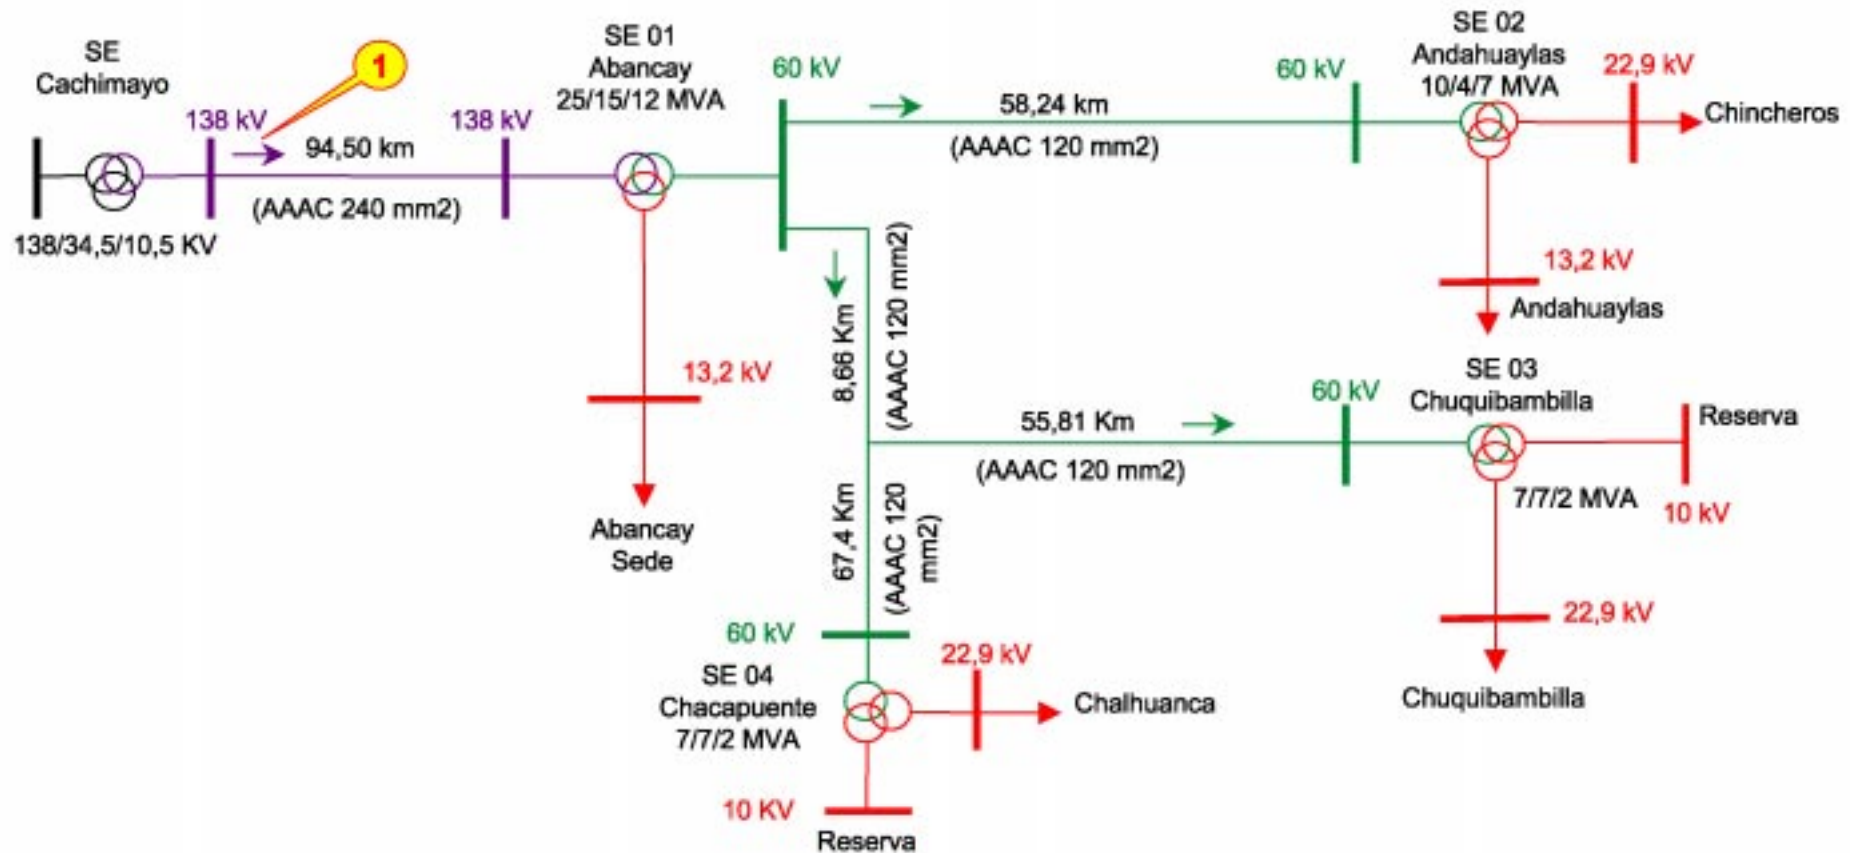 SE
Cachimayo
138 kV
1
94,50 km
(AAAC 240 mm2)
138/34,5/10,5 KV
138 kV
SE 01
Abancay
25/15/12 MVA
60 kV
58,24 km
(AAAC 120 mm2)
60 kV
SE 02
Andahuaylas
10/4/7 MVA
22,9 kV
Chincheros
13,2 kV
Andahuaylas
13,2 kV
Abancay
Sede
8,66 Km
(AAAC 120 mm2)
55,81 Km
(AAAC 120 mm2)
60 kV
SE 03
Chuquibambilla
Reserva
7/7/2 MVA
10 kV
22,9 kV
Chuquibambilla
67,4 Km
(AAAC 120
mm2)
60 kV
SE 04
Chacapuente
7/7/2 MVA
22,9 kV
Chalhuanca
10 KV
Reserva